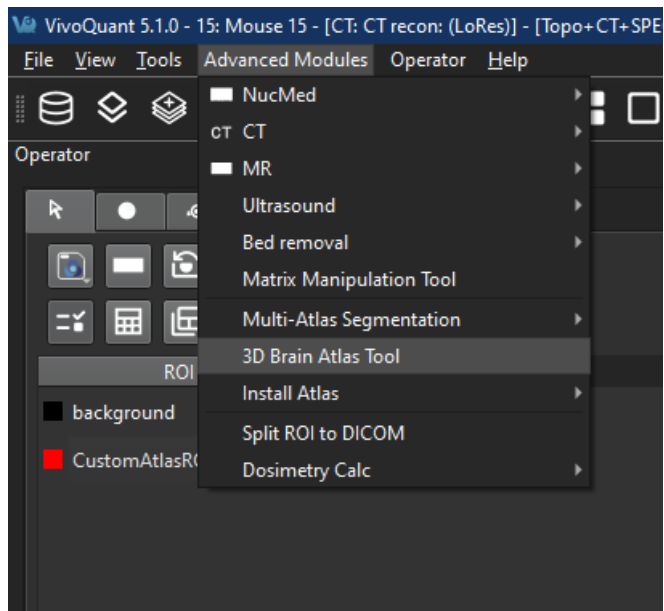 VivoQuant 5.1.0 - 15: Mouse 15 - [CT: CT recon: (LoRes)] - [Topo+CT+SPE
File View Tools Advanced Modules Operator Help
NucMed
CT CT
MR
Operator
Ultrasound
Bed removal
Matrix Manipulation Tool
Multi-Atlas Segmentation
3D Brain Atlas Tool
ROI
Install Atlas
background
Split ROI to DICOM
CustomAtlasRO
Dosimetry Calc